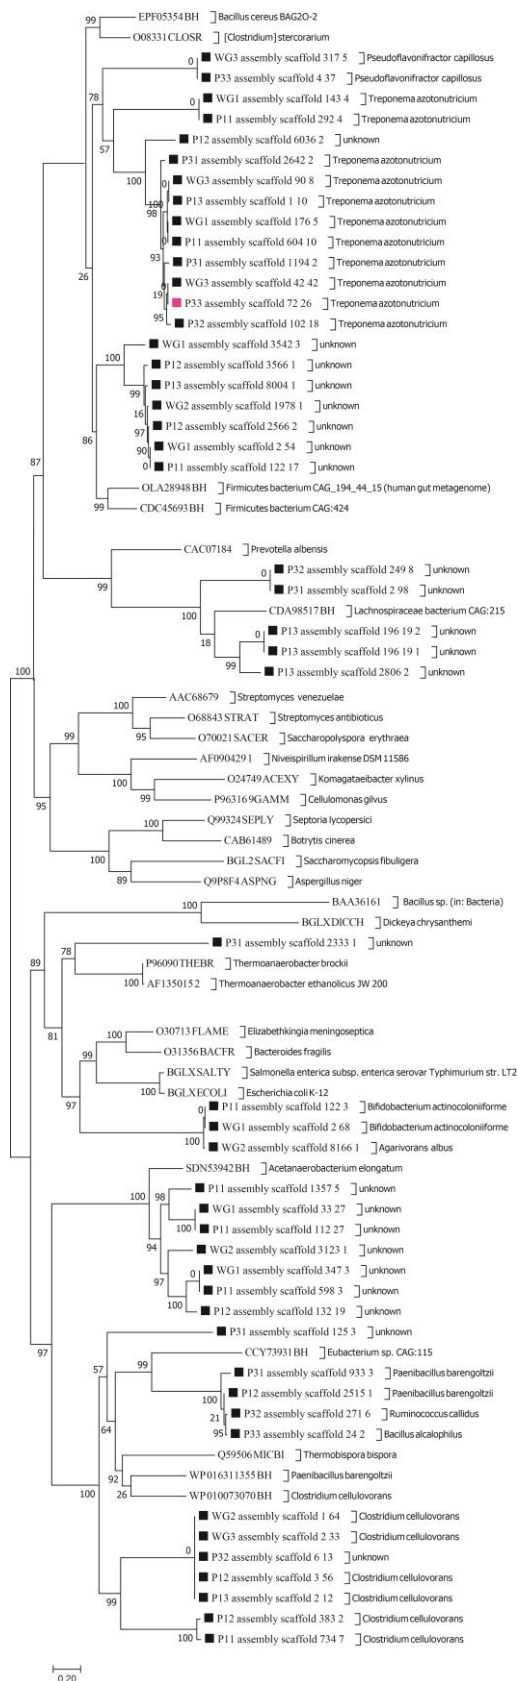 99 EPF05354BH ] Bacillus cereus BAG2O-2
O08331CLOSR ] [Clostridium] stercorarium
0 WG3 assembly scaffold 317 5 ] Pseudoflavonifractor capillosus
P33 assembly scaffold 4 37 ] Pseudoflavonifractor capillosus
78 0 WG1 assembly scaffold 143 4 ] Treponema azotonutricium
P11 assembly scaffold 292 4 ] Treponema azotonutricium
57 P12 assembly scaffold 6036 2 ] unknown
P31 assembly scaffold 2642 2 ] Treponema azotonutricium
100 0 WG3 assembly scaffold 90 8 ] Treponema azotonutricium
100 P13 assembly scaffold 1 10 ] Treponema azotonutricium
98 WG1 assembly scaffold 176 5 ] Treponema azotonutricium
0 P11 assembly scaffold 604 10 ] Treponema azotonutricium
93 P31 assembly scaffold 1194 2 ] Treponema azotonutricium
26 0 WG3 assembly scaffold 42 42 ] Treponema azotonutricium
19 P33 assembly scaffold 72 26 ] Treponema azotonutricium
95 P32 assembly scaffold 102 18 ] Treponema azotonutricium
WG1 assembly scaffold 3542 3 ] unknown
100 P12 assembly scaffold 3566 1 ] unknown
99 P13 assembly scaffold 8004 1 ] unknown
16 WG2 assembly scaffold 1978 1 ] unknown
97 P12 assembly scaffold 2566 2 ] unknown
86 90 WG1 assembly scaffold 2 54 ] unknown
87 0 P11 assembly scaffold 122 17 ] unknown
OLA28948BH ] Firmicutes bacterium CAG_194_44_15 (human gut metagenome)
99 CDC45693BH ] Firmicutes bacterium CAG:424
CAC07184 ] Prevotella albensis
0 P32 assembly scaffold 249 8 ] unknown
99 P31 assembly scaffold 2 98 ] unknown
100 CDA98517BH ] Lachnospiraceae bacterium CAG:215
0 P13 assembly scaffold 196 19 2 ] unknown
18 P13 assembly scaffold 196 19 1 ] unknown
99 P13 assembly scaffold 2806 2 ] unknown
100 AAC68679 ] Streptomyces venezuelae
O68843STRAT ] Streptomyces antibioticus
99 95 O70021SACER ] Saccharopolyspora erythraea
AF090429 1 ] Niveispirillum irakense DSM 11586
100 O24749ACEXY ] Komagataeibacter xylinus
95 99 P96316 9GAMM ] Cellulomonas gilvus
100 Q99324SEPLY ] Septoria lycopersici
CAB61489 ] Botrytis cinerea
100 BGL2SACFI ] Saccharomycopsis fibuligera
89 Q9P8F4ASPNG ] Aspergillus niger
100 BAA36161 ] Bacillus sp. (in: Bacteria)
BGLXDICCH ] Dickeya chrysanthemi
89 78 P31 assembly scaffold 2333 1 ] unknown
P96090THEBR ] Thermoanaerobacter brockii
100 AF135015 2 ] Thermoanaerobacter ethanolicus JW 200
81 100 O30713FLAME ] Elizabethkingia meningoseptica
O31356BACFR ] Bacteroides fragilis
99 BGLXSALTY ] Salmonella enterica subsp. enterica serovar Typhimurium str. LT2
100 BGLXECOLI ] Escherichia coli K-12
97 0 P11 assembly scaffold 122 3 ] Bifidobacterium actinocoloniiforme
WG1 assembly scaffold 2 68 ] Bifidobacterium actinocoloniiforme
100 WG2 assembly scaffold 8166 1 ] Agarivorans albus
SDN53942BH ] Acetanaerobacterium elongatum
100 98 P11 assembly scaffold 1357 5 ] unknown
WG1 assembly scaffold 33 27 ] unknown
100 P11 assembly scaffold 112 27 ] unknown
94 WG2 assembly scaffold 3123 1 ] unknown
97 0 WG1 assembly scaffold 347 3 ] unknown
P11 assembly scaffold 598 3 ] unknown
100 P12 assembly scaffold 132 19 ] unknown
97 P31 assembly scaffold 125 3 ] unknown
57 99 CCY73931BH ] Eubacterium sp. CAG:115
P31 assembly scaffold 933 3 ] Paenibacillus barengoltzii
100 P12 assembly scaffold 2515 1 ] Paenibacillus barengoltzii
64 21 P32 assembly scaffold 271 6 ] Ruminococcus callidus
95 P33 assembly scaffold 24 2 ] Bacillus alcalophilus
Q59506MICBI ] Thermobispora bispora
92 WP016311355BH ] Paenibacillus barengoltzii
100 26 WP010073070BH ] Clostridium cellulovorans
WG2 assembly scaffold 1 64 ] Clostridium cellulovorans
WG3 assembly scaffold 2 33 ] Clostridium cellulovorans
0 P32 assembly scaffold 6 13 ] unknown
P12 assembly scaffold 3 56 ] Clostridium cellulovorans
99 P13 assembly scaffold 2 12 ] Clostridium cellulovorans
P12 assembly scaffold 383 2 ] Clostridium cellulovorans
100 P11 assembly scaffold 734 7 ] Clostridium cellulovorans
0.20